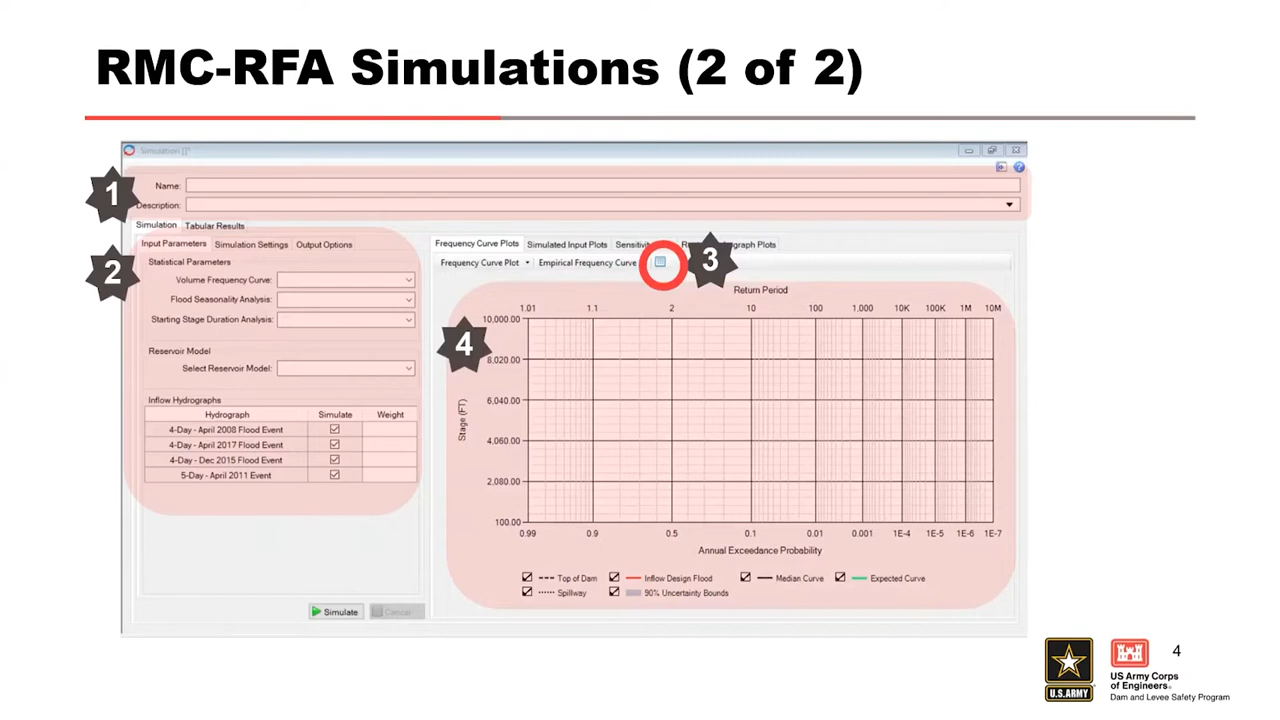 RMC-RFA Simulations (2 of 2)
Simulation []*
1
Name:
Description:
Simulation Tabular Results
Input Parameters Simulation Settings Output Options
2
Statistical Parameters
Volume Frequency Curve:
Flood Seasonality Analysis:
Starting Stage Duration Analysis:
Reservoir Model
Select Reservoir Model:
Inflow Hydrographs
Hydrograph Simulate Weight
4-Day - April 2008 Flood Event
4-Day - April 2017 Flood Event
4-Day - Dec 2015 Flood Event
5-Day - April 2011 Event
Simulate Cancel
Frequency Curve Plots Simulated Input Plots Plots
Frequency Curve Plot Empirical Frequency Curve
3
4
Return Period
1.01 1.1 2 10 100 1,000 10K 100K 1M 10M
10,000.00
8,020.00
6,040.00
4,060.00
2,080.00
100.00
Stage (FT)
0.99 0.9 0.5 0.1 0.01 0.001 1E-4 1E-5 1E-6 1E-7
Annual Exceedance Probability
Top of Dam Inflow Design Flood Median Curve Expected Curve
Spillway 90% Uncertainty Bounds
4
U.S.ARMY
US Army Corps
of Engineers®
Dam and Levee Safety Program